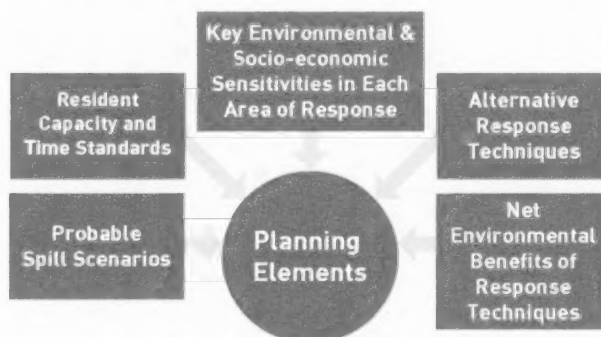 Key Environmental &
Socio-economic
Sensitivities in Each
Area of Response
Resident
Capacity and
Time Standards
Alternative
Response
Techniques
Probable
Spill Scenarios
Planning
Elements
Net
Environmental
Benefits of
Response
Techniques